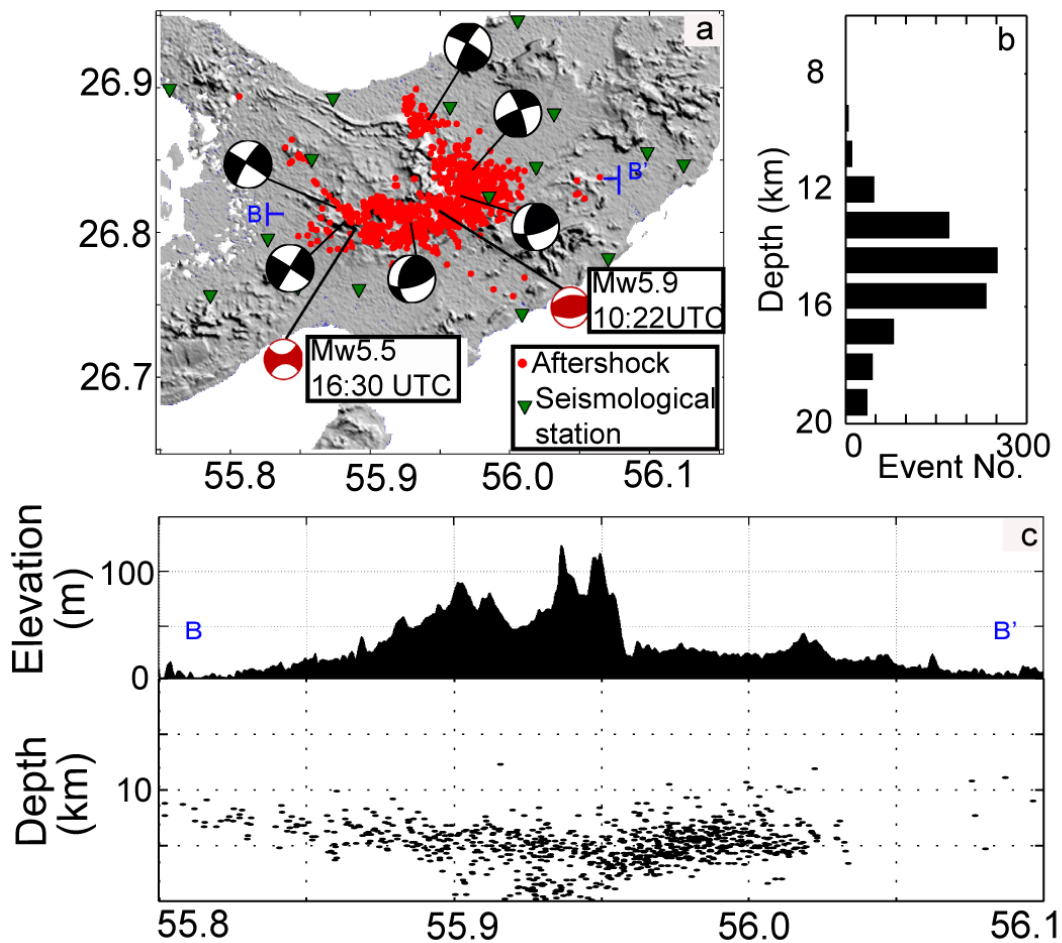 a
26.9
26.8
26.7
B
B'
Mw5.9
10:22UTC
Mw5.5
16:30 UTC
Aftershock
Seismological
station
55.8 55.9 56.0 56.1
b
8
12
16
20
Depth (km)
0 300
Event No.
c
100
0
Elevation
(m)
B B'
10
Depth
(km)
55.8 55.9 56.0 56.1